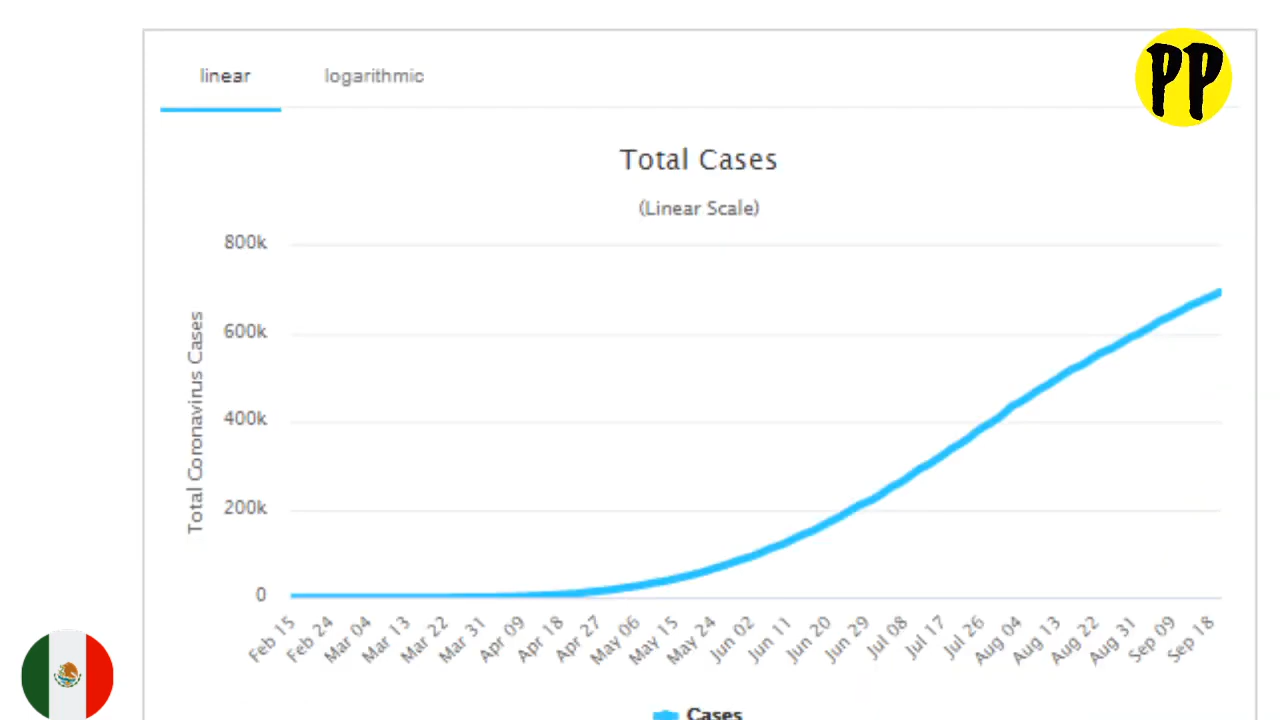 PP
linear logarithmic
Total Cases
(Linear Scale)
Total Coronavirus Cases
800k
600k
400k
200k
0
Feb 15 Feb 24 Mar 04 Mar 13 Mar 22 Mar 31 Apr 09 Apr 18 Apr 27 May 06 May 15 May 24 Jun 02 Jun 11 Jun 20 Jun 29 Jul 08 Jul 17 Jul 26 Aug 04 Aug 13 Aug 22 Aug 31 Sep 09 Sep 18
Cases